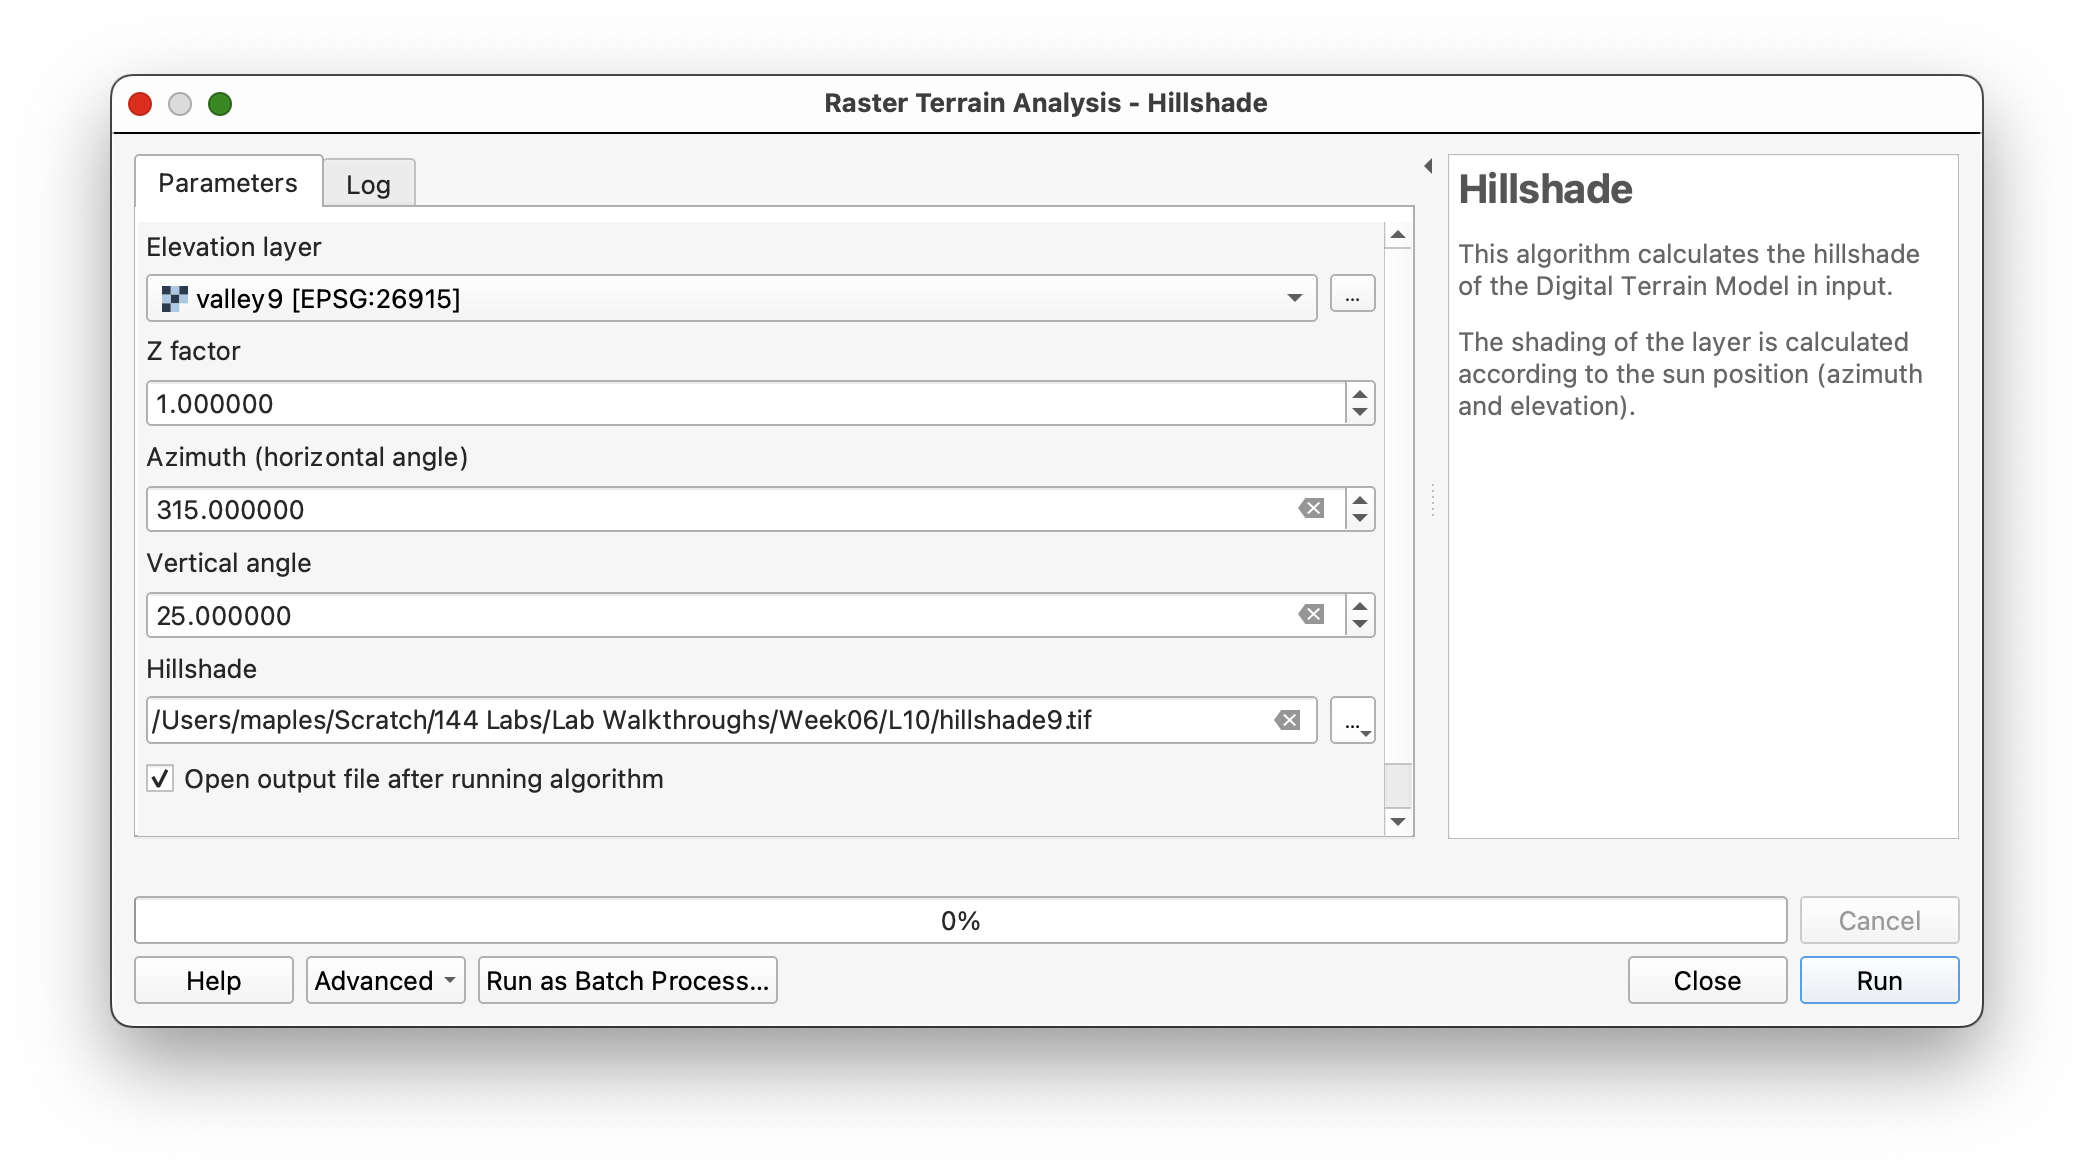 Raster Terrain Analysis - Hillshade
Parameters
Log
Elevation layer
valley9 [EPSG:26915]
...
Z factor
1.000000
Azimuth (horizontal angle)
315.000000
Vertical angle
25.000000
Hillshade
/Users/maples/Scratch/144 Labs/Lab Walkthroughs/Week06/L10/hillshade9.tif
...
Open output file after running algorithm
Hillshade
This algorithm calculates the hillshade
of the Digital Terrain Model in input.
The shading of the layer is calculated
according to the sun position (azimuth
and elevation).
0%
Cancel
Help
Advanced
Run as Batch Process...
Close
Run